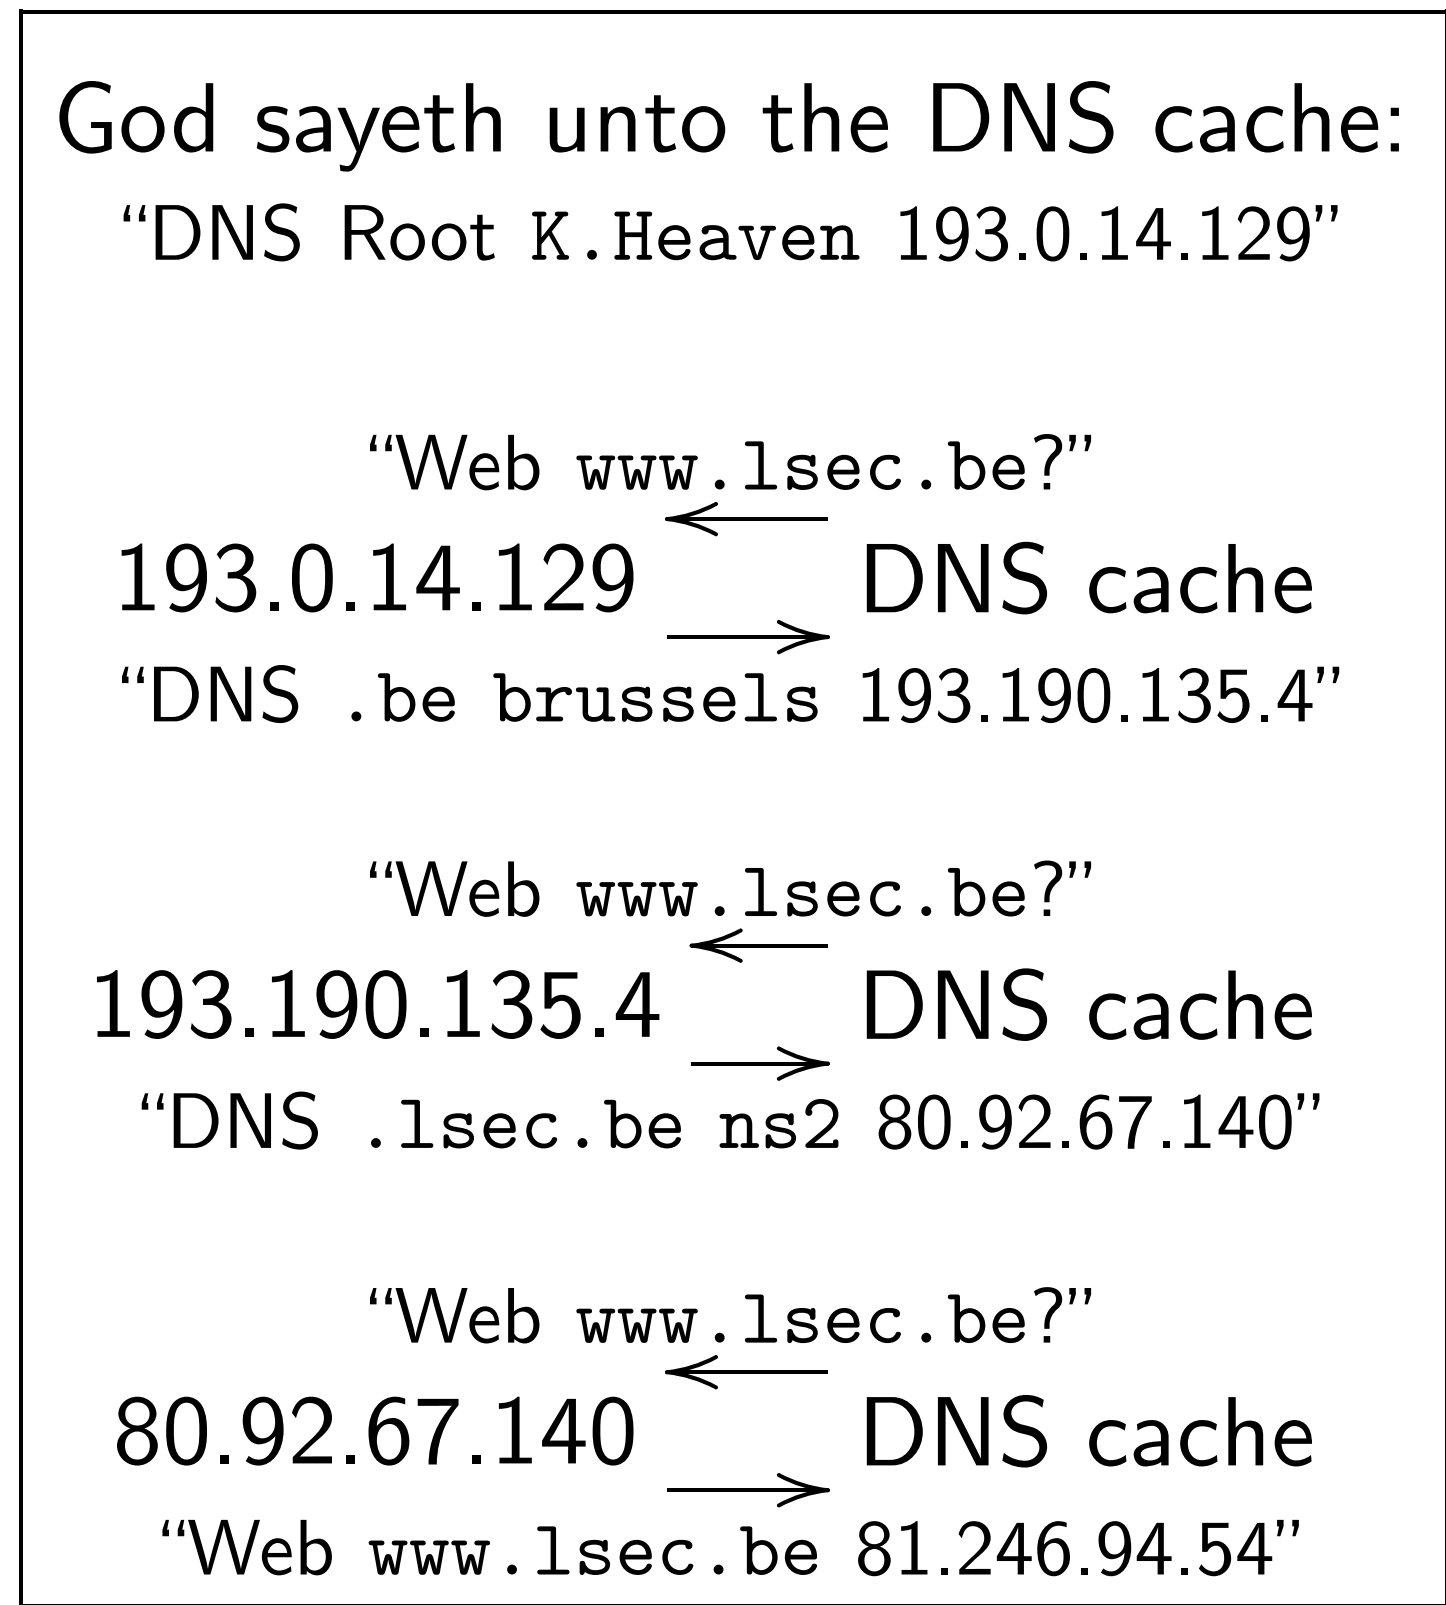 God sayeth unto the DNS cache:
“DNS Root K.Heaven 193.0.14.129”
“Web www.lsec.be?”
193.0.14.129 DNS cache
“DNS .be brussels 193.190.135.4”
“Web www.lsec.be?”
193.190.135.4 DNS cache
“DNS .lsec.be ns2 80.92.67.140”
“Web www.lsec.be?”
80.92.67.140 DNS cache
“Web www.lsec.be 81.246.94.54”